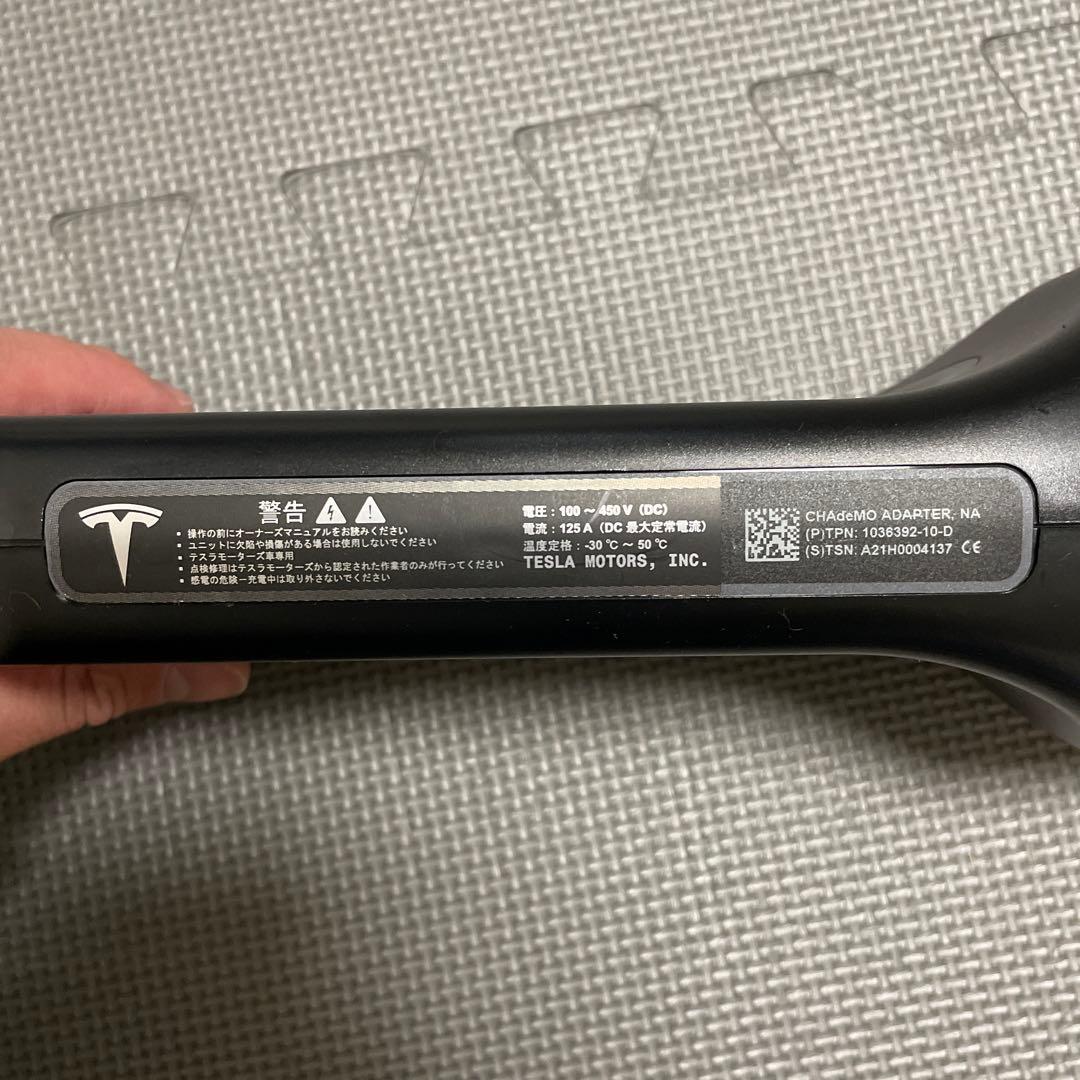 警告
• 操作の前にオーナーズマニュアルをお読みください
• ユニットに欠陥や損傷がある場合は使用しないでください
• テスラモーターズ車専用
• 点検修理はテスラモーターズから認定された作業者のみが行ってください
• 感電の危険－充電中は取り外さないでください
電圧：100 〜 450 V (DC)
電流：125 A (DC 最大定常電流)
温度定格：-30 ℃ 〜 50 ℃
TESLA MOTORS, INC.
CHAdeMO ADAPTER, NA
(P)TPN: 1036392-10-D
(S)TSN: A21H0004137 CE